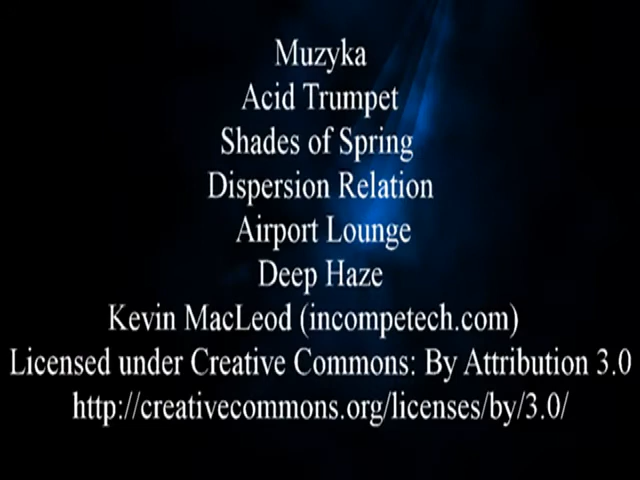 Muzyka
Acid Trumpet
Shades of Spring
Dispersion Relation
Airport Lounge
Deep Haze
Kevin MacLeod (incompetech.com)
Licensed under Creative Commons: By Attribution 3.0
http://creativecommons.org/licenses/by/3.0/